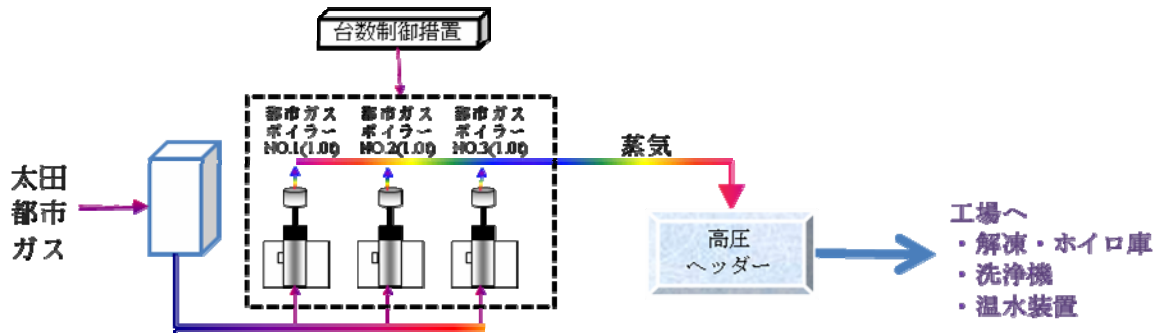 台数制御措置
都市ガス
ボイラー
NO.1(1.0t)
都市ガス
ボイラー
NO.2(1.0t)
都市ガス
ボイラー
NO.3(1.0t)
蒸気
太田
都市
ガス
高圧
ヘッダー
工場へ
・解凍・ホイロ庫
・洗浄機
・温水装置